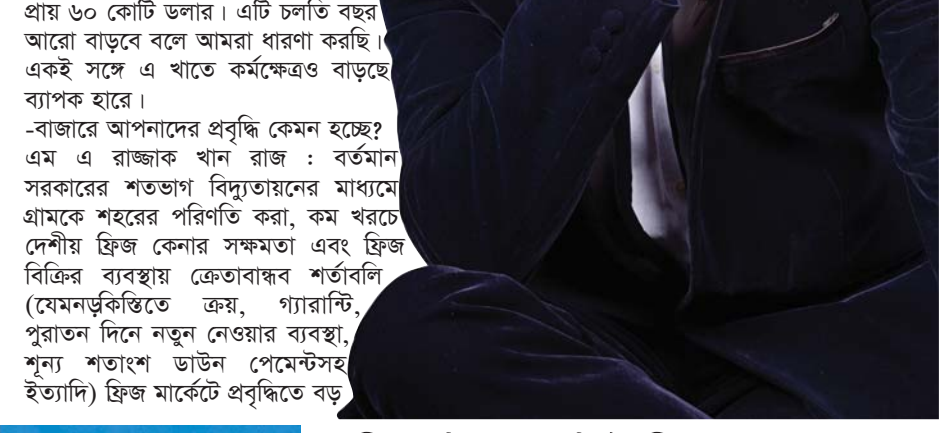 প্রায় ৬০ কোটি ডলার। এটি চলতি বছর
আরো বাড়বে বলে আমরা ধারণা করছি।
একই সঙ্গে এ খাতে কর্মক্ষেত্রও বাড়ছে
ব্যাপক হারে।
-বাজারে আপনাদের প্রবৃদ্ধি কেমন হচ্ছে?
এম এ রাজ্জাক খান রাজ : বর্তমান
সরকারের শতভাগ বিদ্যুতায়নের মাধ্যমে
গ্রামকে শহরের পরিণতি করা, কম খরচে
দেশীয় ফ্রিজ কেনার সক্ষমতা এবং ফ্রিজ
বিক্রির ব্যবস্থায় ক্রেতাবান্ধব শর্তাবলি
(যেমনড়কিস্তিতে ক্রয়, গ্যারান্টি,
পুরাতন দিনে নতুন নেওয়ার ব্যবস্থা,
শূন্য শতাংশ ডাউন পেমেন্টসহ
ইত্যাদি) ফ্রিজ মার্কেটে প্রবৃদ্ধিতে বড়